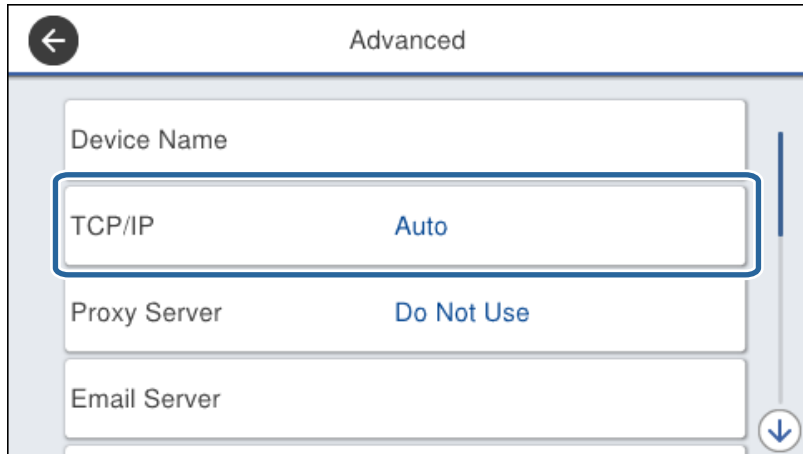 Advanced
Device Name
TCP/IP Auto
Proxy Server Do Not Use
Email Server